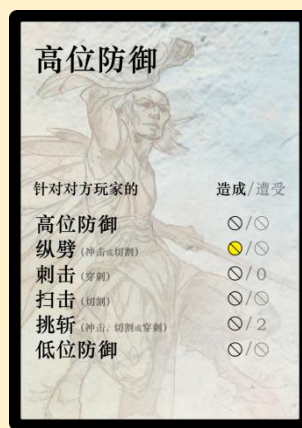 高位防御
针对对方玩家的 造成/遭受
高位防御 🛇/🛇
纵劈(冲击或切割) 🛇/🛇
刺击(穿刺) 🛇/0
扫击(切割) 🛇/🛇
挑斩(冲击、切割或穿刺) 🛇/2
低位防御 🛇/🛇